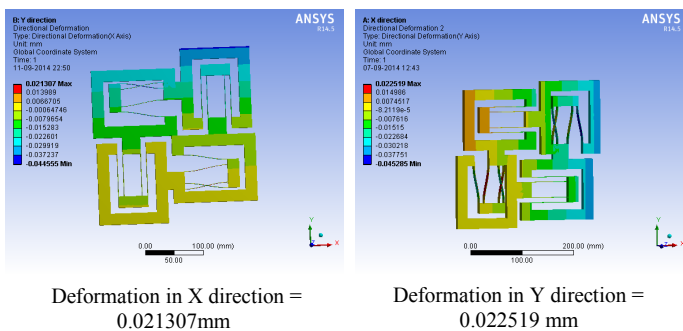 B: Y direction
Directional Deformation
Type: Directional Deformation(X Axis)
Unit: mm
Global Coordinate System
Time: 1
11-09-2014 22:50
ANSYS
R14.5
0.021307 Max
0.013989
0.0066705
-0.00064746
-0.0079654
-0.015283
-0.022601
-0.029919
-0.037237
-0.044555 Min
0.00
100.00 (mm)
50.00
Y
X
Z
A: X direction
Directional Deformation 2
Type: Directional Deformation(Y Axis)
Unit: mm
Global Coordinate System
Time: 1
07-09-2014 12:43
ANSYS
R14.5
0.022519 Max
0.014986
0.0074517
-8.2119e-5
-0.007616
-0.01515
-0.022684
-0.030218
-0.037751
-0.045285 Min
0.00
200.00 (mm)
100.00
Y
X
Z
Deformation in X direction =
0.021307mm
Deformation in Y direction =
0.022519 mm